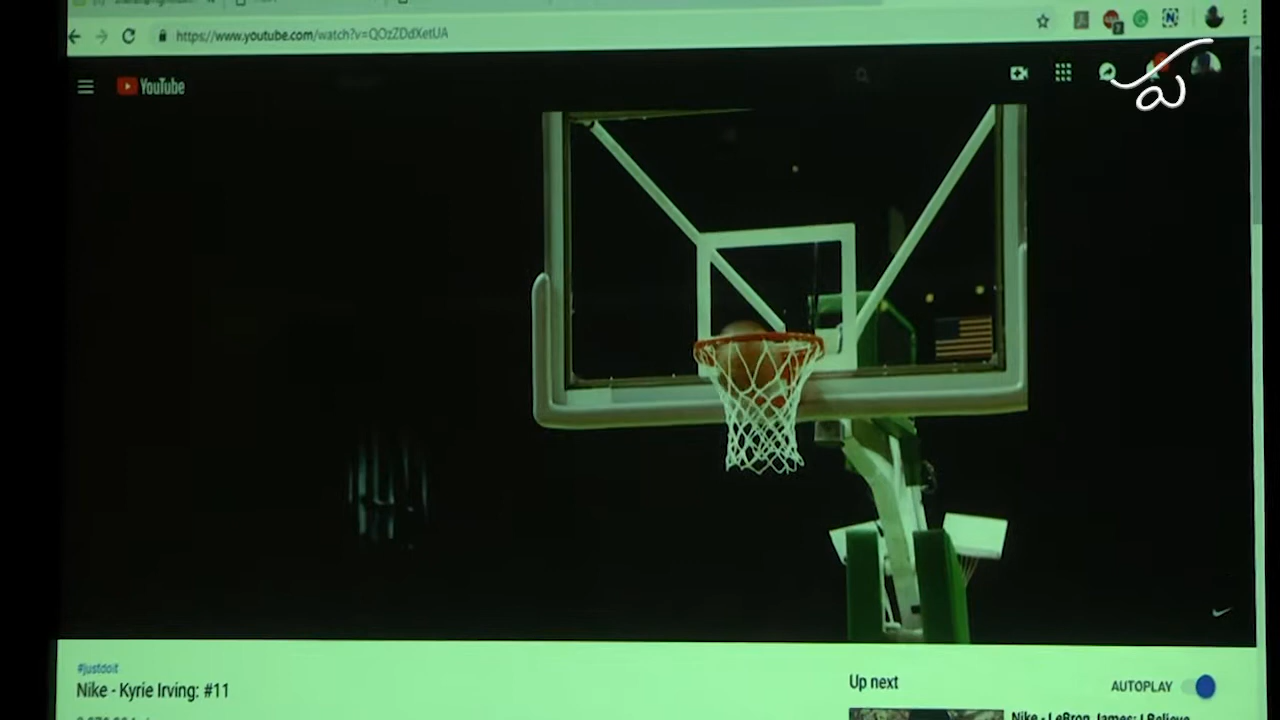 https://www.youtube.com/watch?v=QOzZDdXetUA
YouTube
#justdoit
Nike - Kyrie Irving: #11
Up next
AUTOPLAY
Nike - LeBron James: I Believe